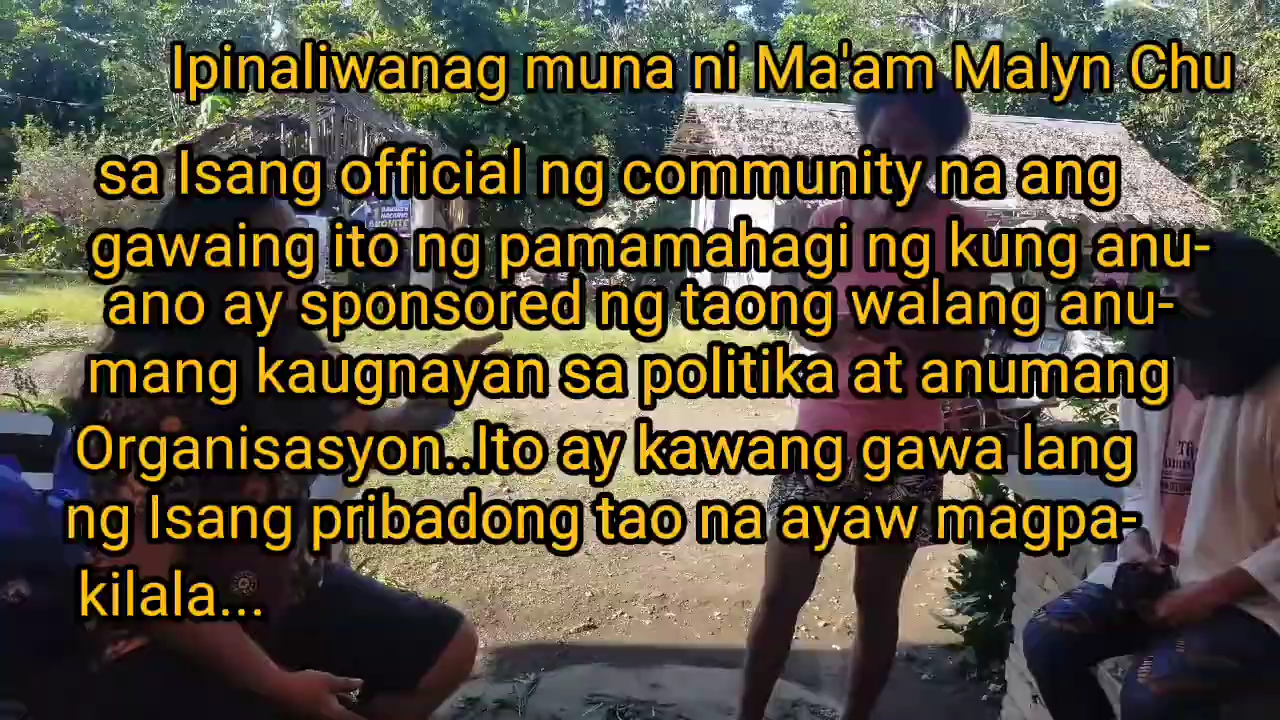 Ipinaliwanag muna ni Ma'am Malyn Chu
sa Isang official ng community na ang
gawaing ito ng pamamahagi ng kung anu-
ano ay sponsored ng taong walang anu-
mang kaugnayan sa politika at anumang
Organisasyon..Ito ay kawang gawa lang
ng Isang pribadong tao na ayaw magpa-
kilala...